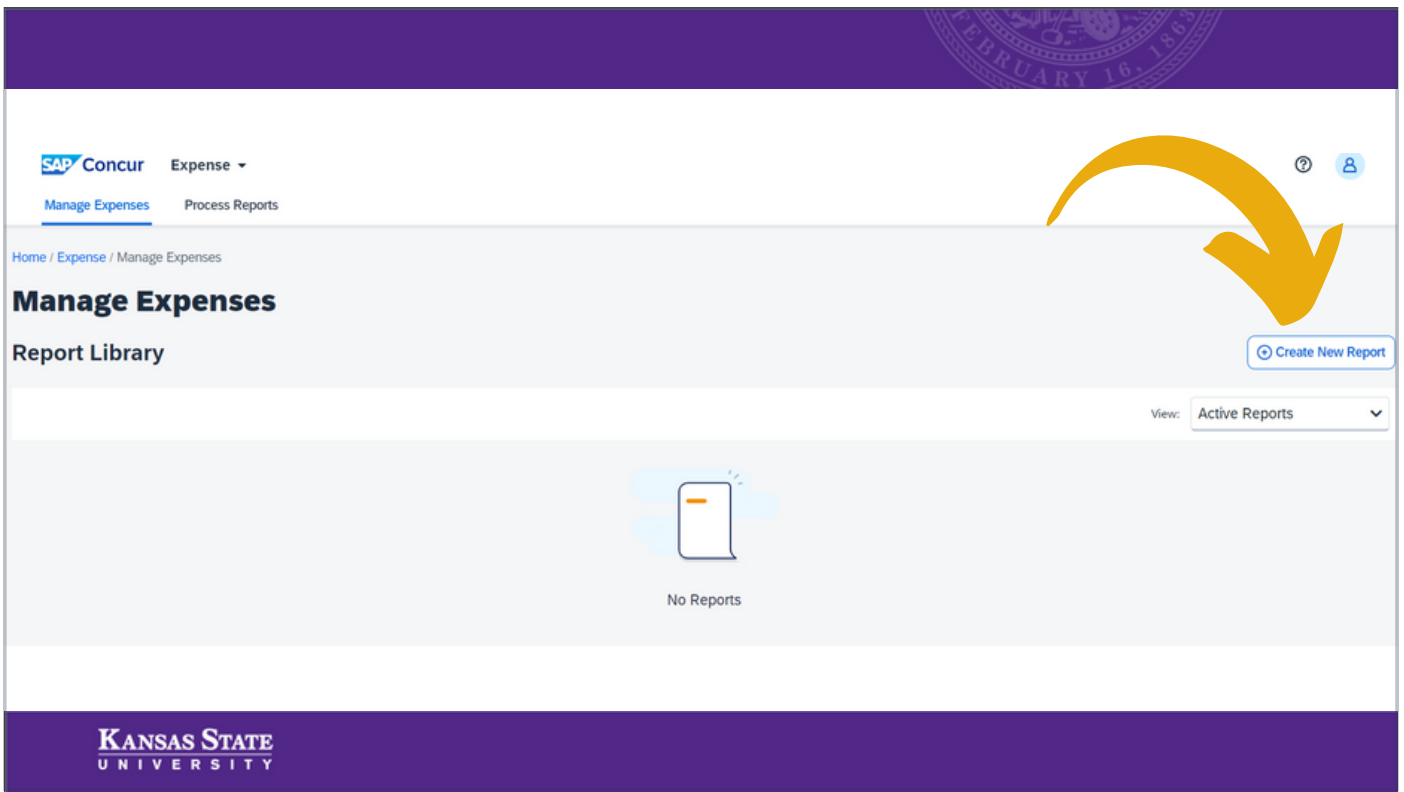 FEBRUARY 16, 1863
SAP Concur Expense
Manage Expenses Process Reports
Home / Expense / Manage Expenses
Manage Expenses
Report Library
Create New Report
View: Active Reports
No Reports
KANSAS STATE
UNIVERSITY